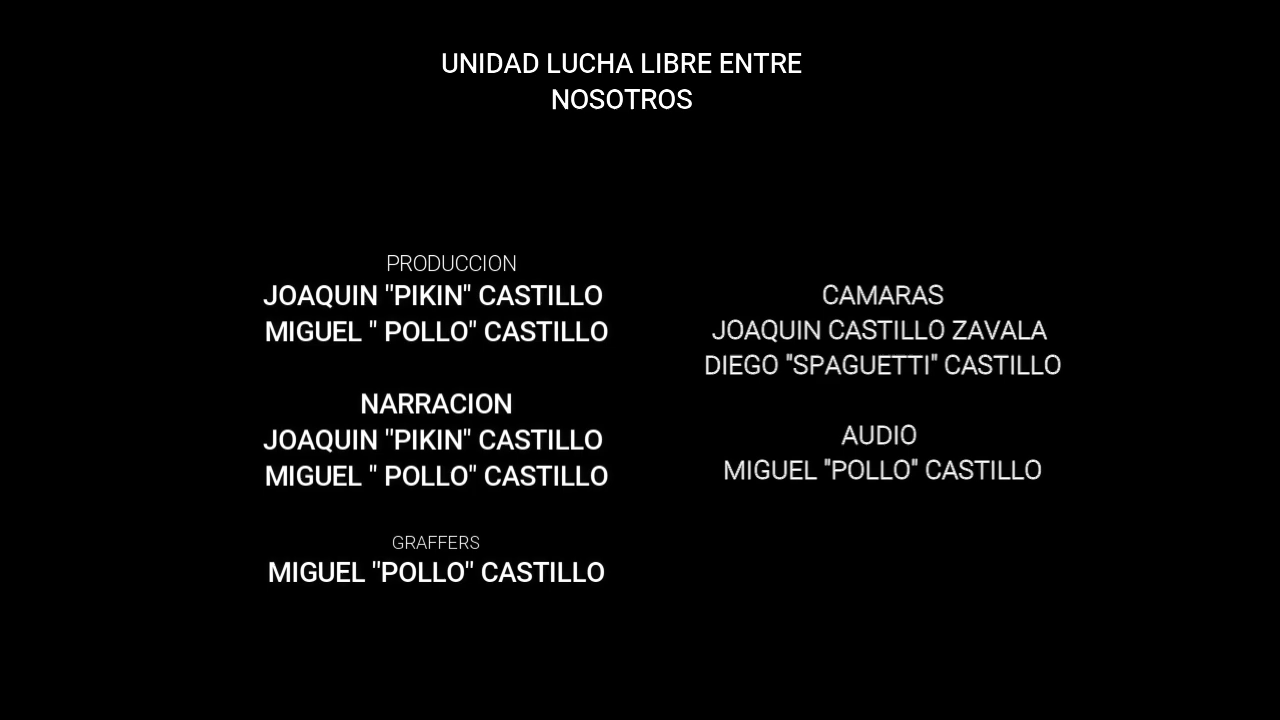 UNIDAD LUCHA LIBRE ENTRE
NOSOTROS
PRODUCCION
JOAQUIN "PIKIN" CASTILLO
MIGUEL " POLLO" CASTILLO
NARRACION
JOAQUIN "PIKIN" CASTILLO
MIGUEL " POLLO" CASTILLO
GRAFFERS
MIGUEL "POLLO" CASTILLO
CAMARAS
JOAQUIN CASTILLO ZAVALA
DIEGO "SPAGUETTI" CASTILLO
AUDIO
MIGUEL "POLLO" CASTILLO